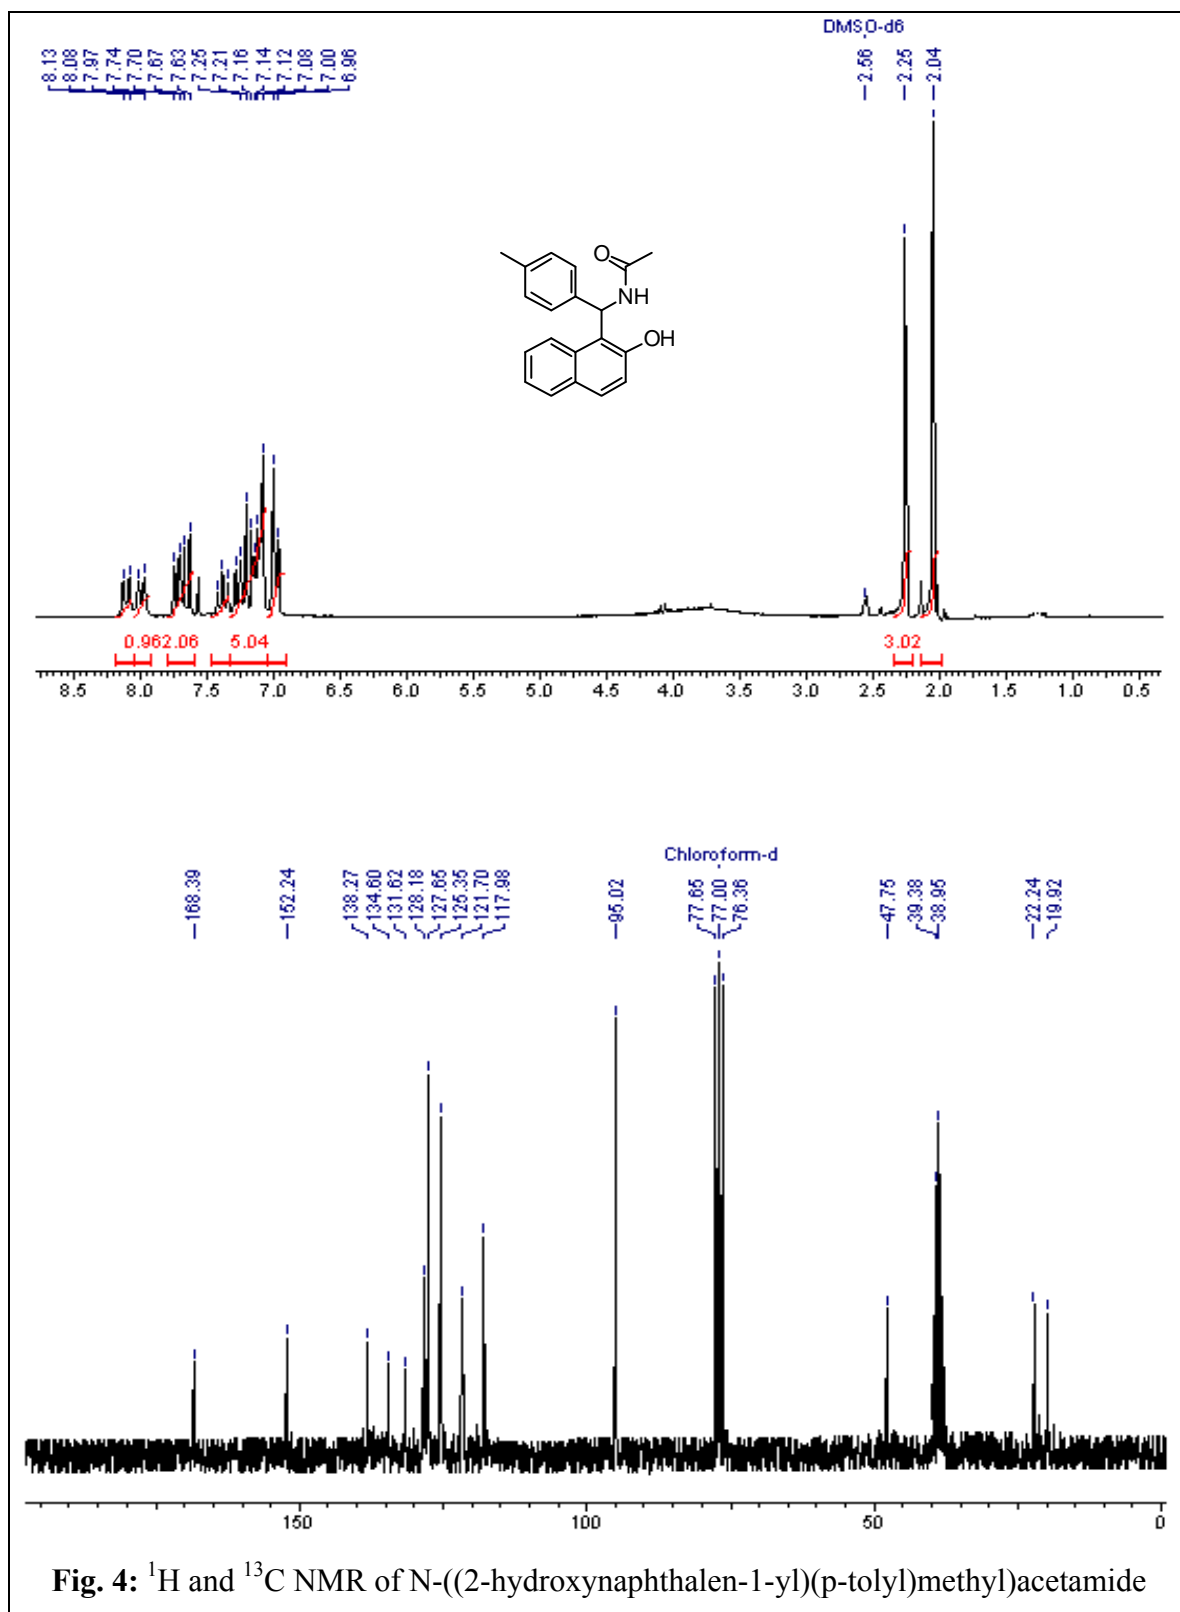 DMSO-d6
8.13 8.08 7.97 7.74 7.70 7.67 7.63 7.25 7.21 7.16 7.14 7.12 7.08 7.00 6.96 2.56 2.25 2.04
O
NH
OH
0.96 2.06 5.04 3.02
8.5 8.0 7.5 7.0 6.5 6.0 5.5 5.0 4.5 4.0 3.5 3.0 2.5 2.0 1.5 1.0 0.5
Chloroform-d
168.39 152.24 138.27 134.60 131.62 128.18 127.65 125.35 121.70 117.98 95.02 77.65 77.00 76.36 47.75 39.38 38.95 22.24 19.92
150 100 50 0
Fig. 4: ¹H and ¹³C NMR of N-((2-hydroxynaphthalen-1-yl)(p-tolyl)methyl)acetamide